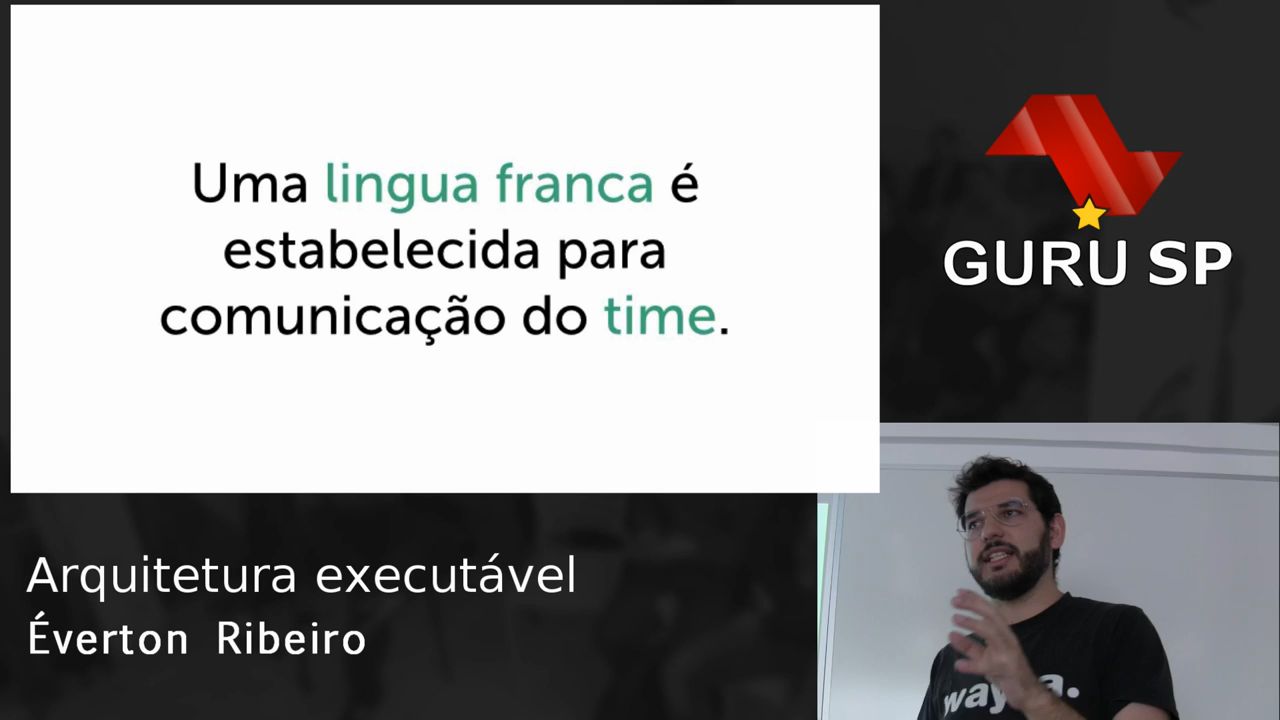 Uma lingua franca é
estabelecida para
comunicação do time.
GURU SP
Arquitetura executável
Éverton Ribeiro